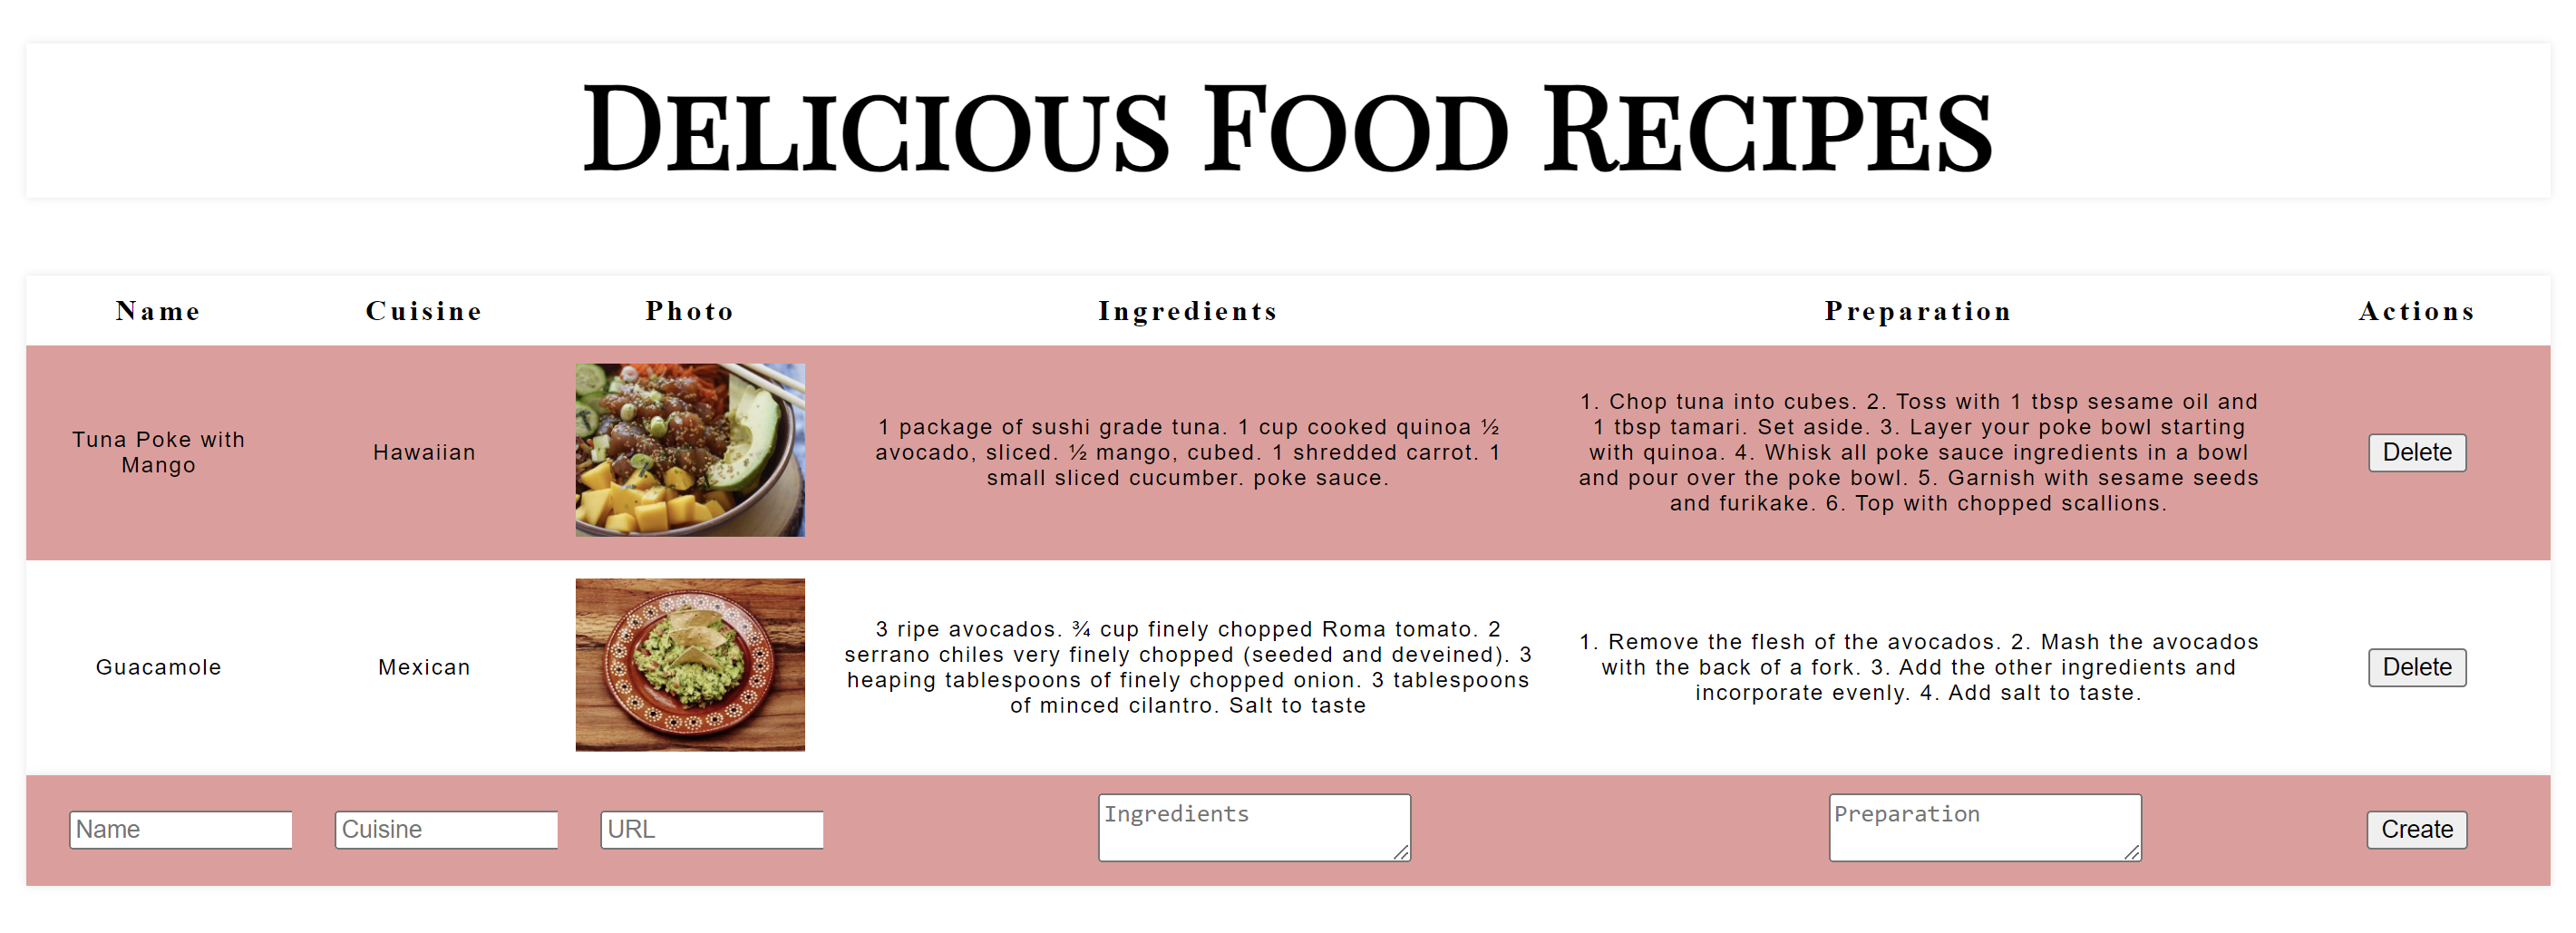 Delicious Food Recipes
Name Cuisine Photo Ingredients Preparation Actions
Tuna Poke with
Mango
Hawaiian
1 package of sushi grade tuna. 1 cup cooked quinoa ½
avocado, sliced. ½ mango, cubed. 1 shredded carrot. 1
small sliced cucumber. poke sauce.
1. Chop tuna into cubes. 2. Toss with 1 tbsp sesame oil and
1 tbsp tamari. Set aside. 3. Layer your poke bowl starting
with quinoa. 4. Whisk all poke sauce ingredients in a bowl
and pour over the poke bowl. 5. Garnish with sesame seeds
and furikake. 6. Top with chopped scallions.
Delete
Guacamole
Mexican
3 ripe avocados. ¾ cup finely chopped Roma tomato. 2
serrano chiles very finely chopped (seeded and deveined). 3
heaping tablespoons of finely chopped onion. 3 tablespoons
of minced cilantro. Salt to taste
1. Remove the flesh of the avocados. 2. Mash the avocados
with the back of a fork. 3. Add the other ingredients and
incorporate evenly. 4. Add salt to taste.
Delete
Name Cuisine URL Ingredients Preparation Create